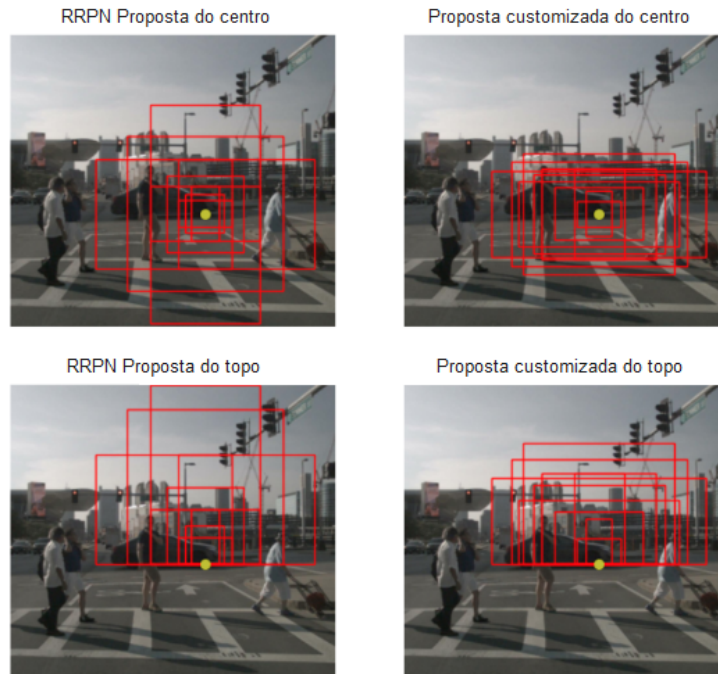 RRPN Proposta do centro
Proposta customizada do centro
RRPN Proposta do topo
Proposta customizada do topo